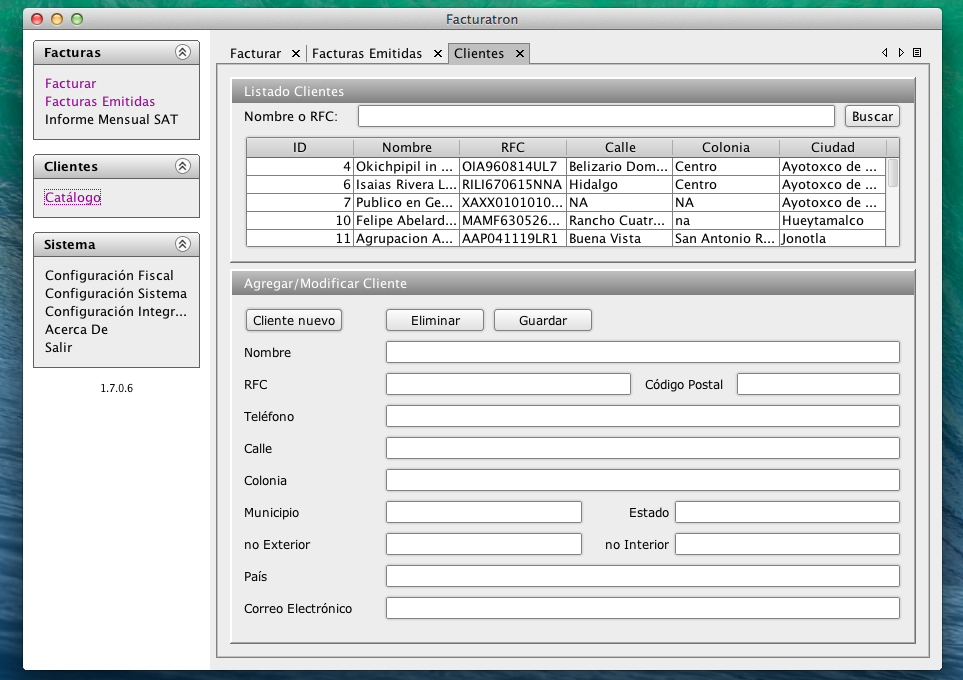 Facturatron
Facturas
Facturar
Facturas Emitidas
Informe Mensual SAT
Clientes
Catálogo
Sistema
Configuración Fiscal
Configuración Sistema
Configuración Integr...
Acerca De
Salir
1.7.0.6
Facturar Facturas Emitidas Clientes
Listado Clientes
Nombre o RFC: Buscar
ID Nombre RFC Calle Colonia Ciudad
4 Okichpipil in ... OIA960814UL7 Belizario Dom... Centro Ayotoxco de ...
6 Isaias Rivera L... RILI670615NNA Hidalgo Centro Ayotoxco de ...
7 Publico en Ge... XAXX0101010... NA NA Ayotoxco de ...
10 Felipe Abelard... MAMF630526... Rancho Cuatr... na Hueytamalco
11 Agrupacion A... AAP041119LR1 Buena Vista San Antonio R... Jonotla
Agregar/Modificar Cliente
Cliente nuevo Eliminar Guardar
Nombre
RFC Código Postal
Teléfono
Calle
Colonia
Municipio Estado
no Exterior no Interior
País
Correo Electrónico